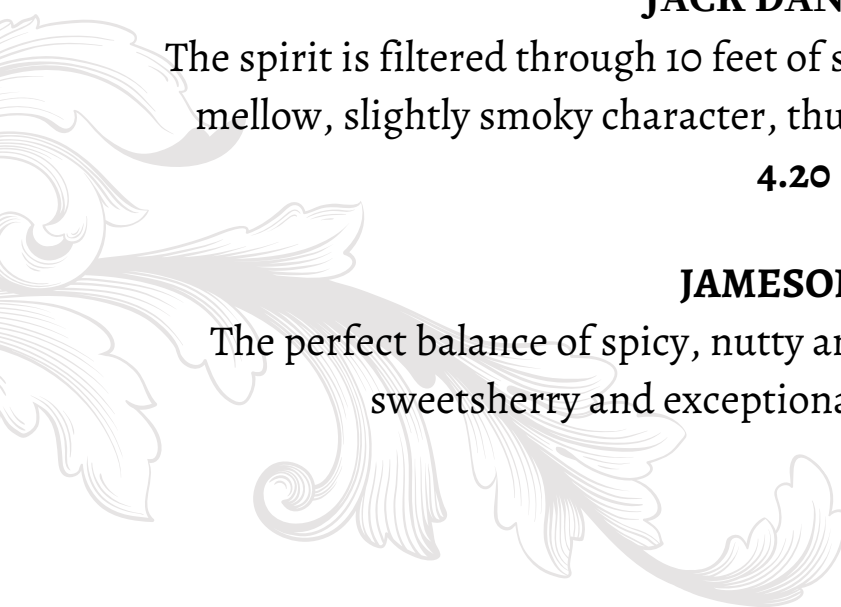 JACK DAN
The spirit is filtered through 10 feet of s
mellow, slightly smoky character, thu
4.20
JAMESO
The perfect balance of spicy, nutty a
sweetsherry and exceptiona